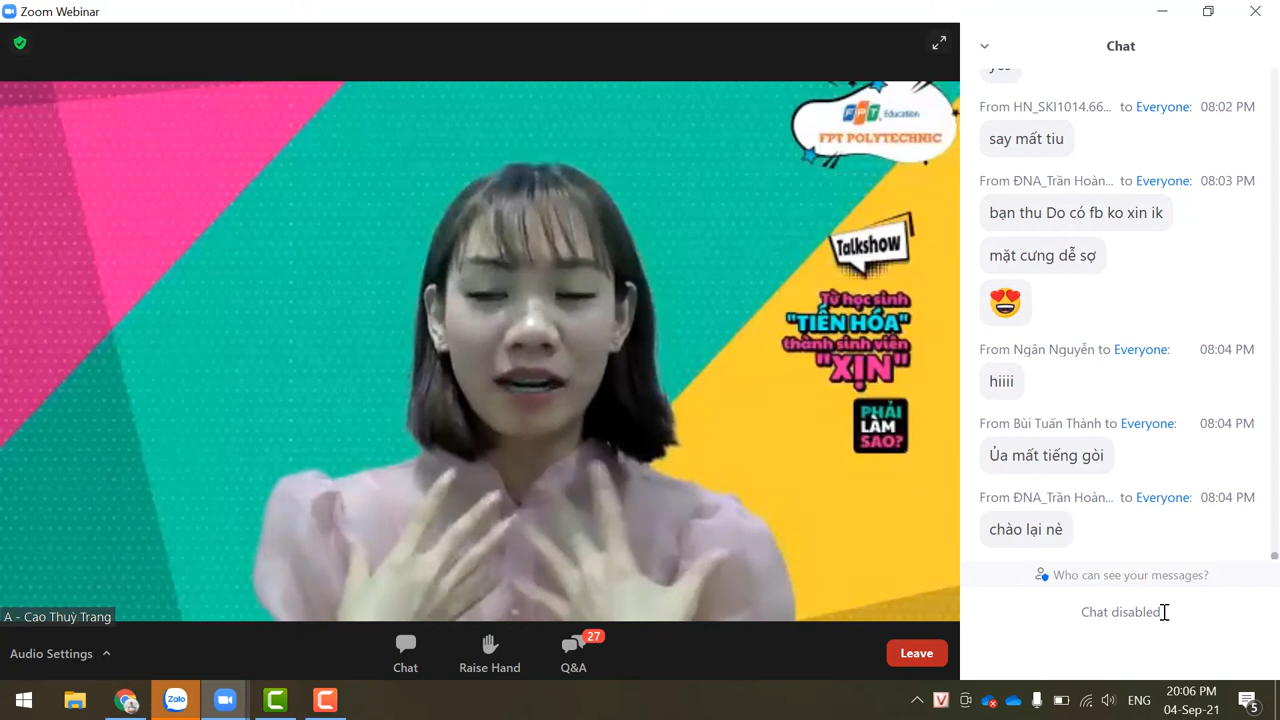 Zoom Webinar
FPT Education
FPT POLYTECHNIC
Talkshow
Từ học sinh
"TIẾN HÓA"
thành sinh viên
"XỊN"
PHẢI
LÀM
SAO?
A - Cao Thuỳ Trang
Audio Settings
Chat
Raise Hand
27
Q&A
Leave
Chat
yes
From HN_SKI1014.66... to Everyone: 08:02 PM
say mất tiu
From ĐNA_Trần Hoàn... to Everyone: 08:03 PM
bạn thu Do có fb ko xin ik
mặt cưng dễ sợ
From Ngân Nguyễn to Everyone: 08:04 PM
hiiii
From Bùi Tuấn Thành to Everyone: 08:04 PM
Ủa mất tiếng gòi
From ĐNA_Trần Hoàn... to Everyone: 08:04 PM
chào lại nè
Who can see your messages?
Chat disabled
Zalo
ENG
20:06 PM
04-Sep-21
5